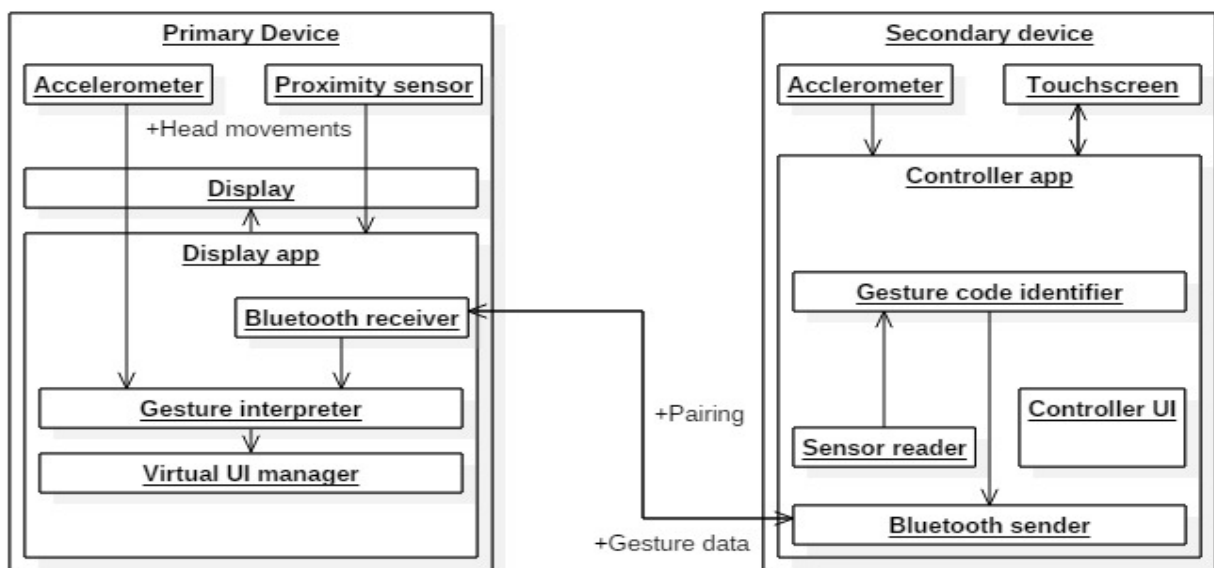 Primary Device
Accelerometer
Proximity sensor
+Head movements
Display
Display app
Bluetooth receiver
Gesture interpreter
Virtual UI manager
+Pairing
+Gesture data
Secondary device
Acclerometer
Touchscreen
Controller app
Gesture code identifier
Controller UI
Sensor reader
Bluetooth sender